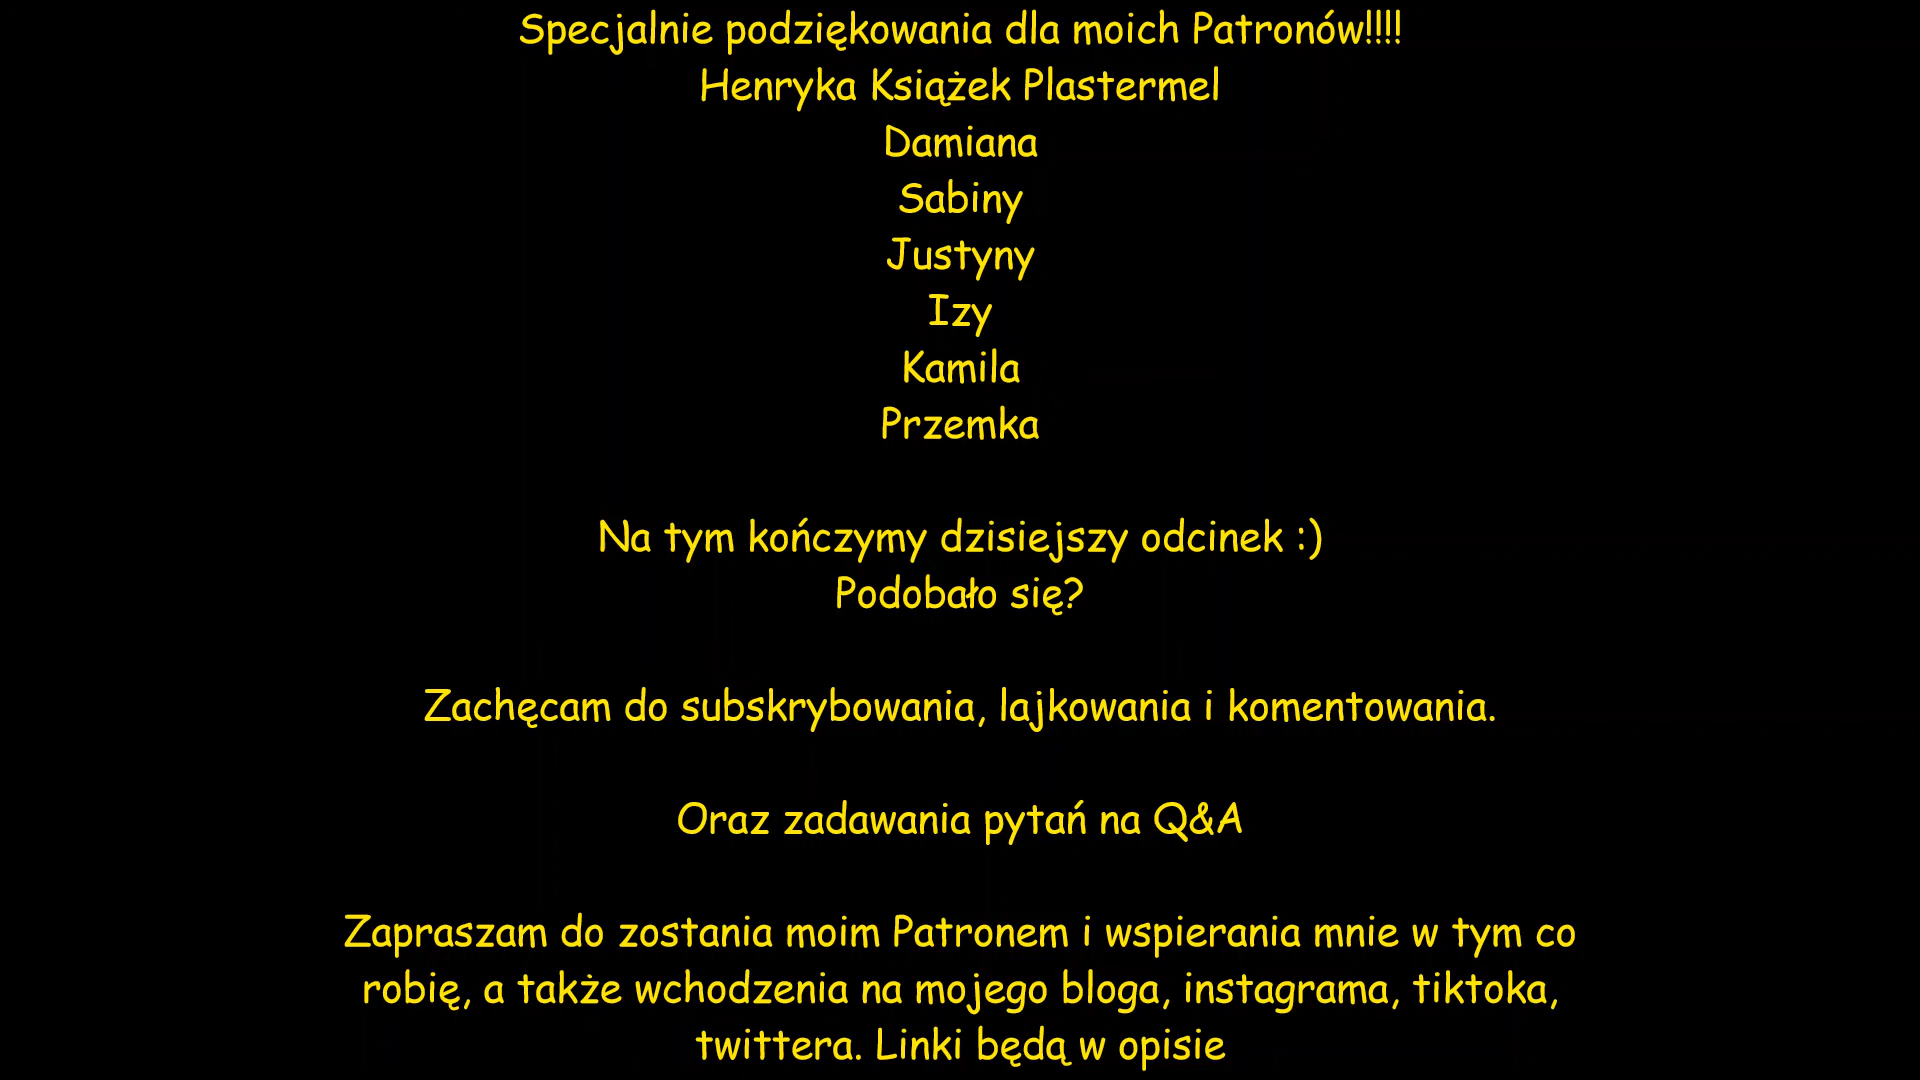 Specjalnie podziękowania dla moich Patronów!!!!
Henryka Książek Plastermel
Damiana
Sabiny
Justyny
Izy
Kamila
Przemka
Na tym kończymy dzisiejszy odcinek :)
Podobało się?
Zachęcam do subskrybowania, lajkowania i komentowania.
Oraz zadawania pytań na Q&A
Zapraszam do zostania moim Patronem i wspierania mnie w tym co
robię, a także wchodzenia na mojego bloga, instagrama, tiktoka,
twittera. Linki będą w opisie